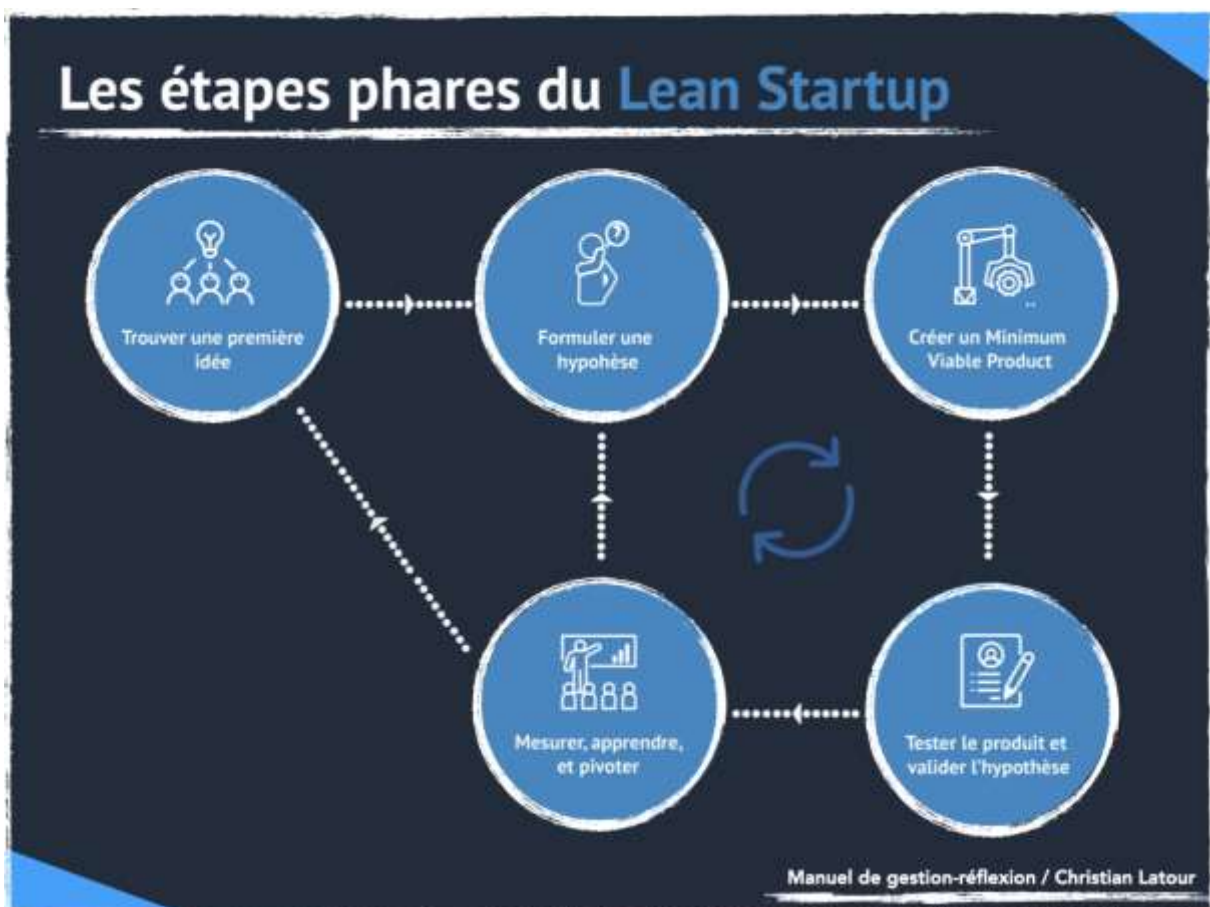 Les étapes phares du Lean Startup
Trouver une première
idée
Formuler une
hypohèse
Créer un Minimum
Viable Product
Mesurer, apprendre,
et pivoter
Tester le produit et
valider l'hypothèse
Manuel de gestion-réflexion / Christian Latour